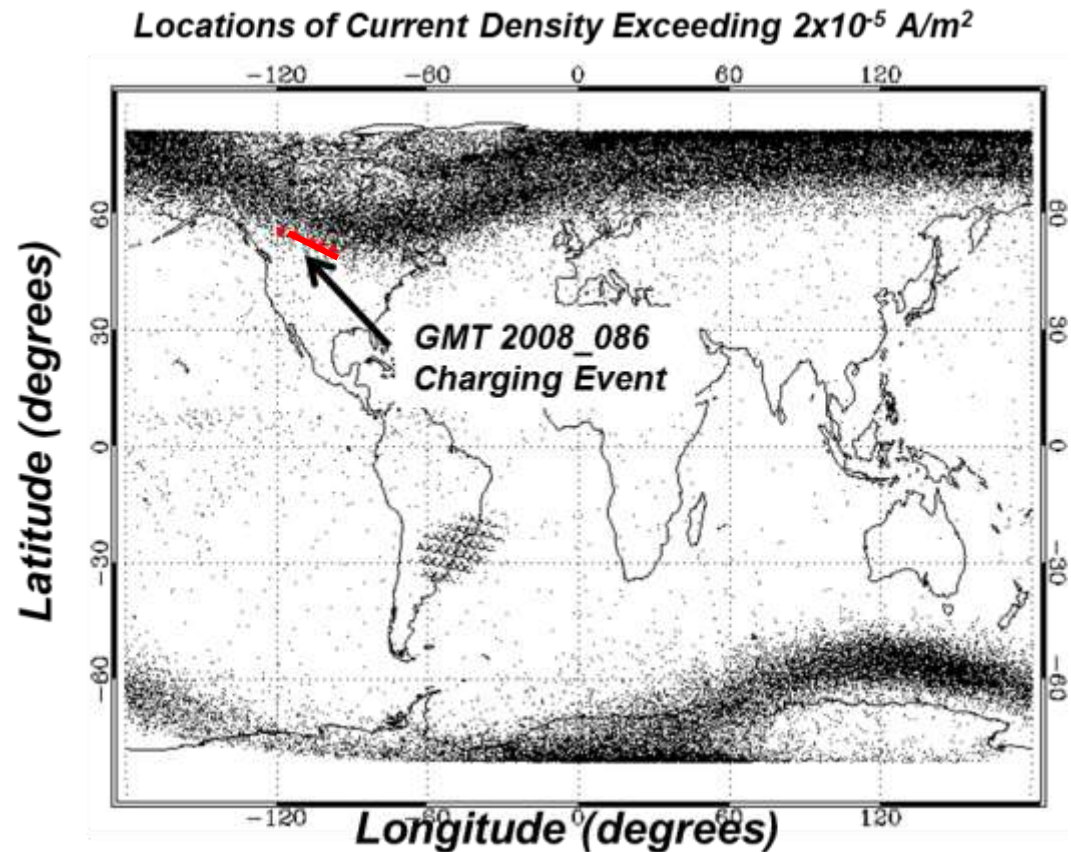 Locations of Current Density Exceeding 2x10⁻⁵ A/m²
−120 −60 0 60 120
60 60
GMT 2008_086
Charging Event
30 30
0 0
−30 −30
−60 −60
−120 −60 0 60 120
Latitude (degrees)
Longitude (degrees)